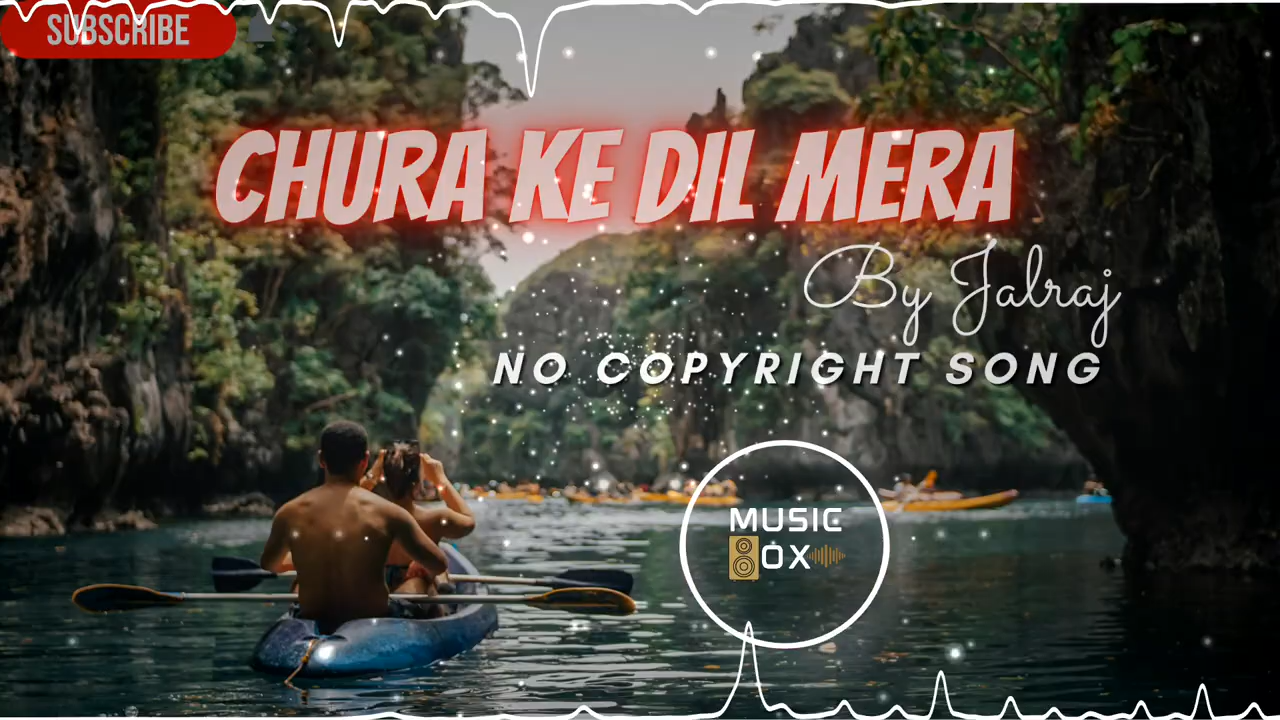 SUBSCRIBE
CHURA KE DIL MERA
By Jalraj
NO COPYRIGHT SONG
MUSIC
OX